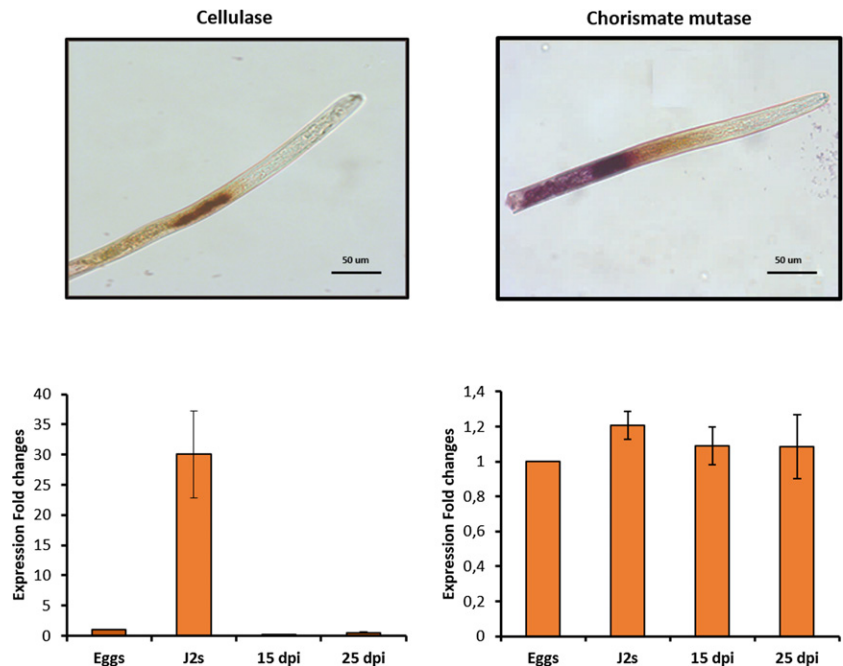 Cellulase
Chorismate mutase
50 um
50 um
Expression Fold changes
40
35
30
25
20
15
10
5
0
Eggs J2s 15 dpi 25 dpi
Expression Fold changes
1,4
1,2
1
0,8
0,6
0,4
0,2
0
Eggs J2s 15 dpi 25 dpi